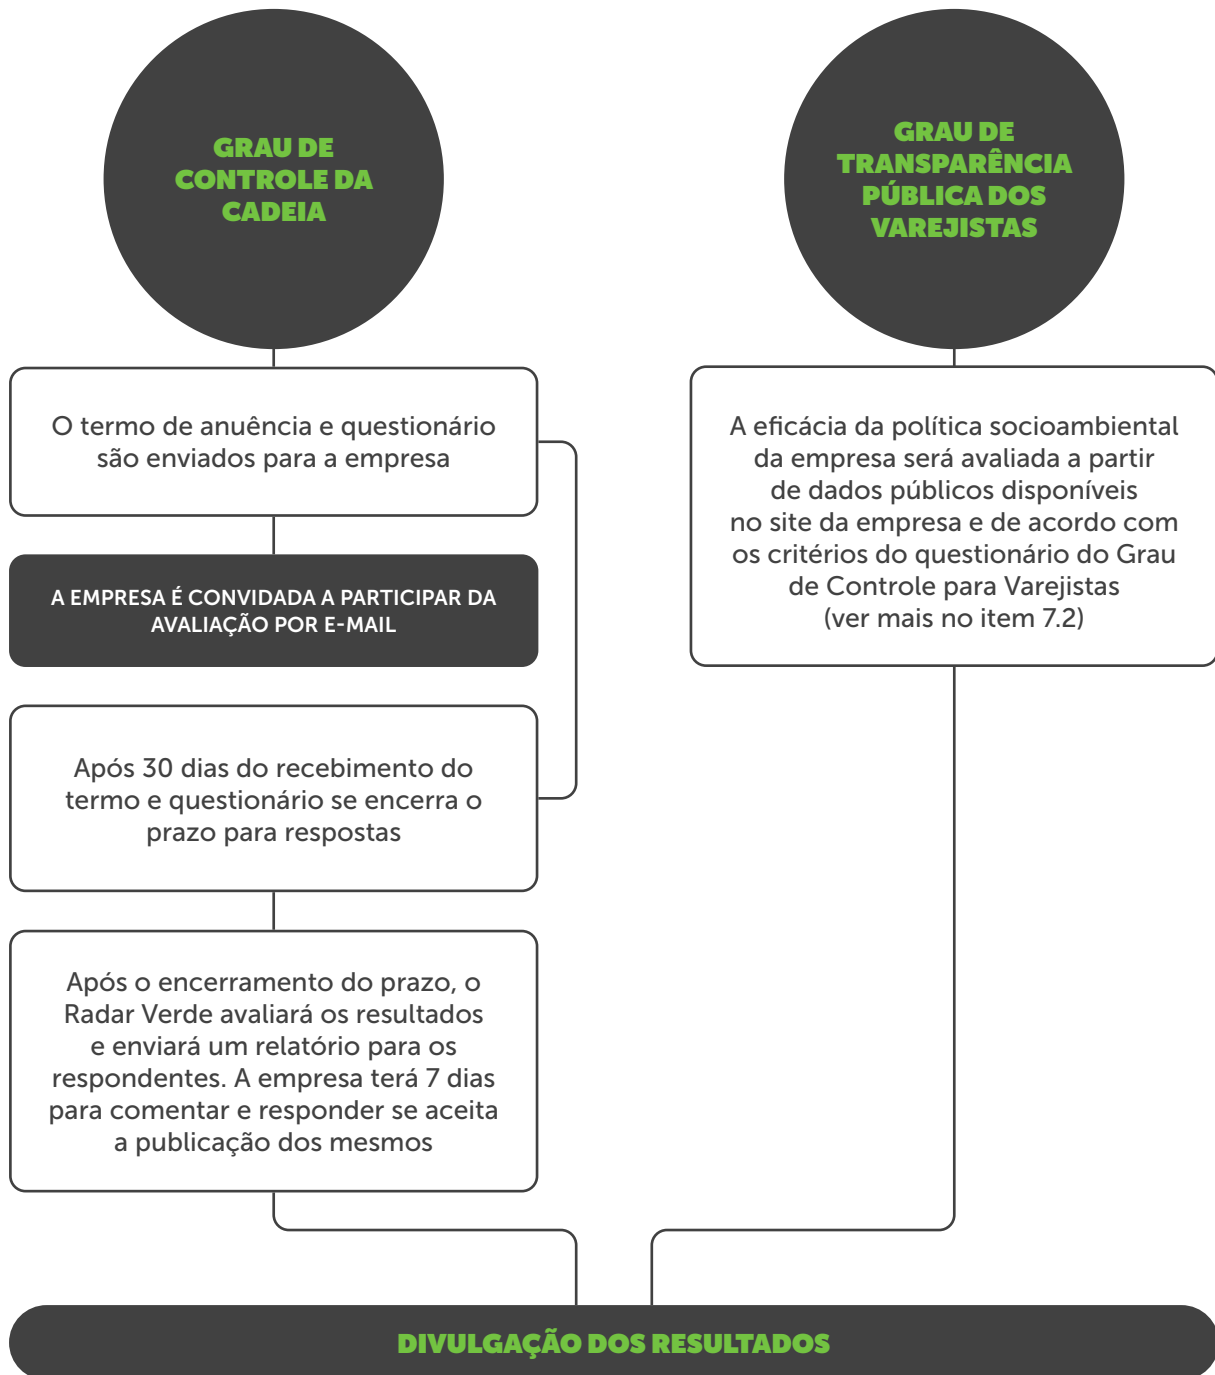 GRAU DE
CONTROLE DA
CADEIA
O termo de anuência e questionário
são enviados para a empresa
A EMPRESA É CONVIDADA A PARTICIPAR DA
AVALIAÇÃO POR E-MAIL
Após 30 dias do recebimento do
termo e questionário se encerra o
prazo para respostas
Após o encerramento do prazo, o
Radar Verde avaliará os resultados
e enviará um relatório para os
respondentes. A empresa terá 7 dias
para comentar e responder se aceita
a publicação dos mesmos
GRAU DE
TRANSPARÊNCIA
PÚBLICA DOS
VAREJISTAS
A eficácia da política socioambiental
da empresa será avaliada a partir
de dados públicos disponíveis
no site da empresa e de acordo com
os critérios do questionário do Grau
de Controle para Varejistas
(ver mais no item 7.2)
DIVULGAÇÃO DOS RESULTADOS